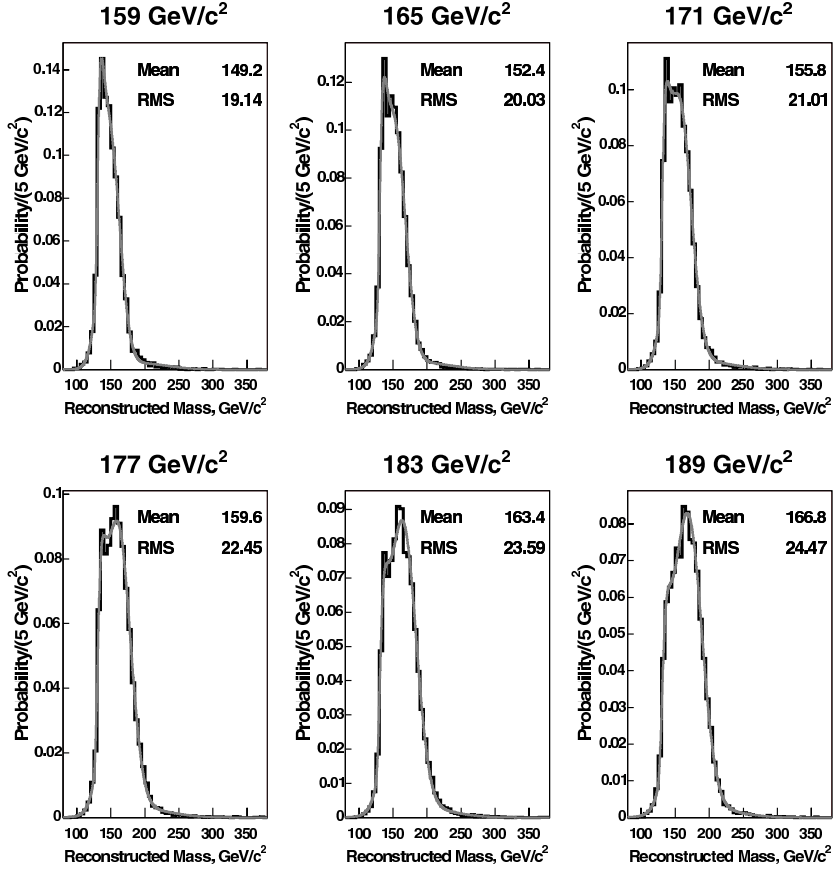 159 GeV/c²
Mean 149.2
RMS 19.14
Probability/(5 GeV/c²)
0.14
0.12
0.1
0.08
0.06
0.04
0.02
0
100 150 200 250 300 350
Reconstructed Mass, GeV/c²
165 GeV/c²
Mean 152.4
RMS 20.03
Probability/(5 GeV/c²)
0.12
0.1
0.08
0.06
0.04
0.02
0
100 150 200 250 300 350
Reconstructed Mass, GeV/c²
171 GeV/c²
Mean 155.8
RMS 21.01
Probability/(5 GeV/c²)
0.1
0.08
0.06
0.04
0.02
0
100 150 200 250 300 350
Reconstructed Mass, GeV/c²
177 GeV/c²
Mean 159.6
RMS 22.45
Probability/(5 GeV/c²)
0.1
0.08
0.06
0.04
0.02
0
100 150 200 250 300 350
Reconstructed Mass, GeV/c²
183 GeV/c²
Mean 163.4
RMS 23.59
Probability/(5 GeV/c²)
0.09
0.08
0.07
0.06
0.05
0.04
0.03
0.02
0.01
0
100 150 200 250 300 350
Reconstructed Mass, GeV/c²
189 GeV/c²
Mean 166.8
RMS 24.47
Probability/(5 GeV/c²)
0.08
0.07
0.06
0.05
0.04
0.03
0.02
0.01
0
100 150 200 250 300 350
Reconstructed Mass, GeV/c²